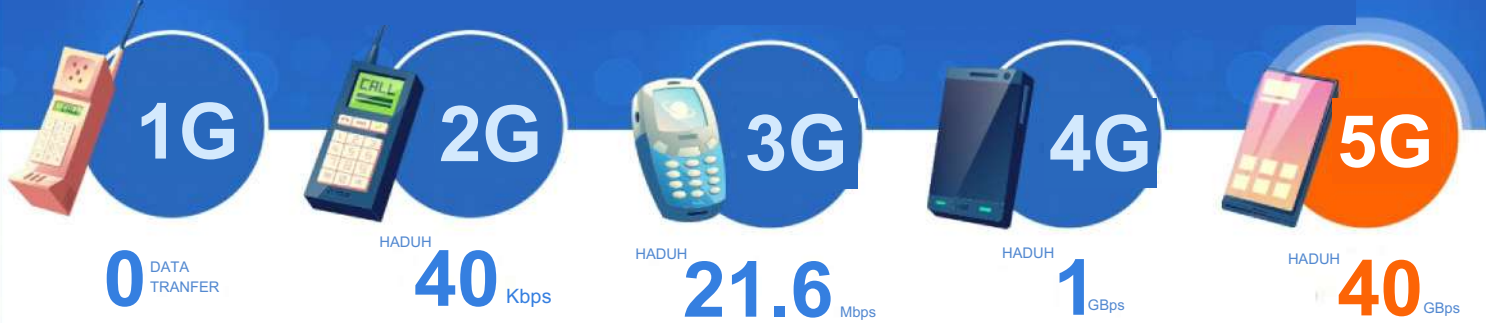 1G
2G
3G
4G
5G
CALL
0 DATA
TRANFER
HADUH
40 Kbps
HADUH
21.6 Mbps
HADUH
1 GBps
HADUH
40 GBps